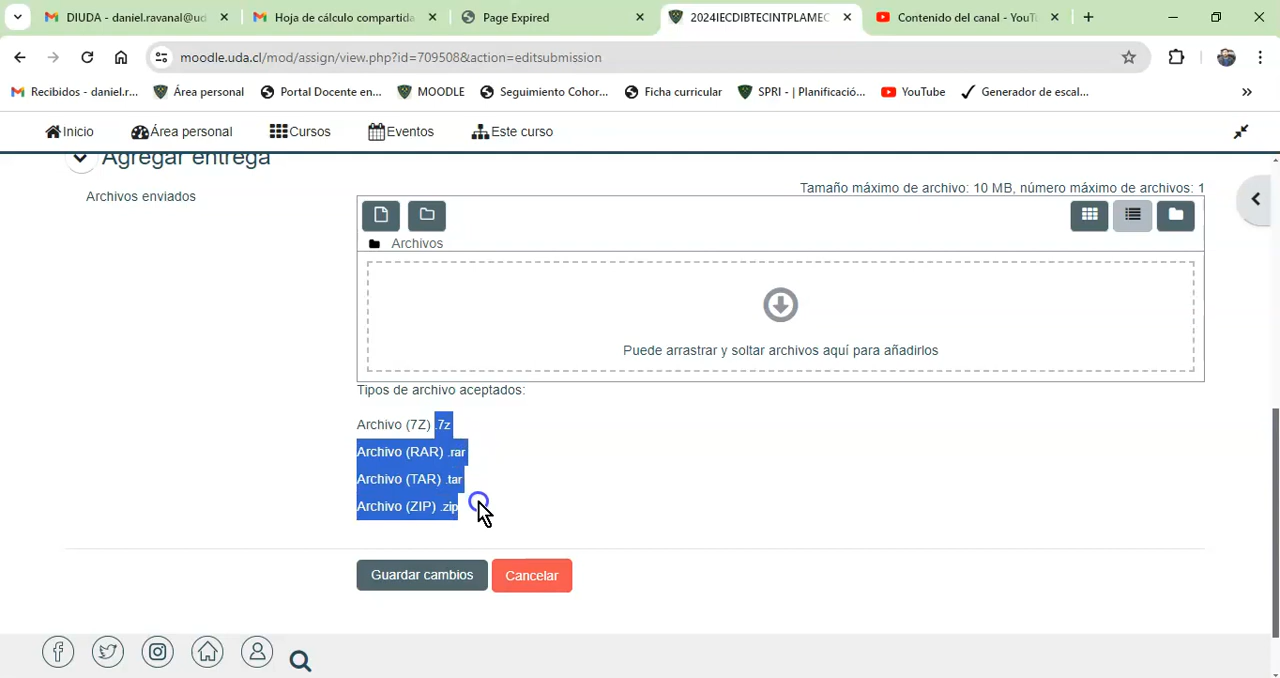 DIUDA - daniel.ravanal@ud
Hoja de cálculo compartida
Page Expired
2024IECDIBTECINTPLAMEC
Contenido del canal - YouTu
moodle.uda.cl/mod/assign/view.php?id=709508&action=editsubmission
Recibidos - daniel.r...
Área personal
Portal Docente en...
MOODLE
Seguimiento Cohor...
Ficha curricular
SPRI - | Planificació...
YouTube
Generador de escal...
»
Inicio
Área personal
Cursos
Eventos
Este curso
Agregar entrega
Archivos enviados
Tamaño máximo de archivo: 10 MB, número máximo de archivos: 1
Archivos
Puede arrastrar y soltar archivos aquí para añadirlos
Tipos de archivo aceptados:
Archivo (7Z) .7z
Archivo (RAR) .rar
Archivo (TAR) .tar
Archivo (ZIP) .zip
Guardar cambios
Cancelar